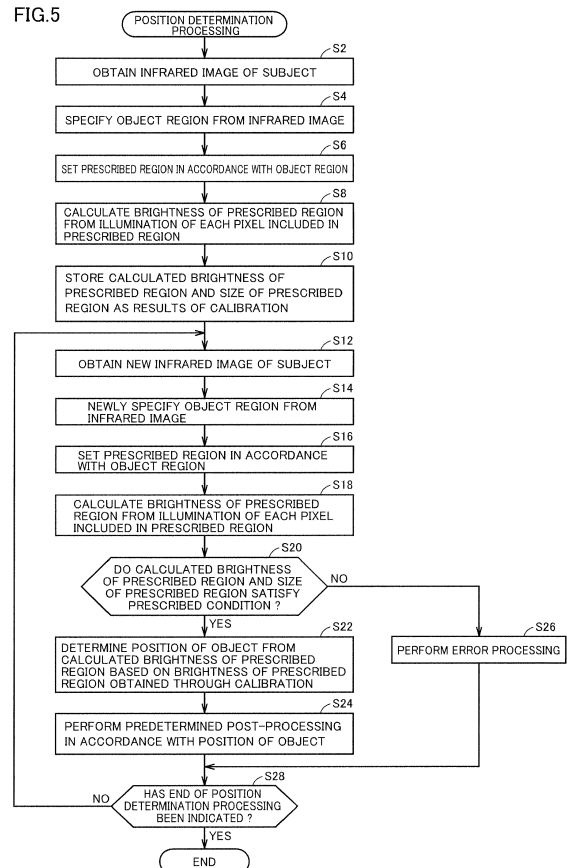 FIG.5
POSITION DETERMINATION
PROCESSING
S2
OBTAIN INFRARED IMAGE OF SUBJECT
S4
SPECIFY OBJECT REGION FROM INFRARED IMAGE
S6
SET PRESCRIBED REGION IN ACCORDANCE WITH OBJECT REGION
S8
CALCULATE BRIGHTNESS OF PRESCRIBED REGION
FROM ILLUMINATION OF EACH PIXEL INCLUDED IN
PRESCRIBED REGION
S10
STORE CALCULATED BRIGHTNESS OF
PRESCRIBED REGION AND SIZE OF PRESCRIBED
REGION AS RESULTS OF CALIBRATION
S12
OBTAIN NEW INFRARED IMAGE OF SUBJECT
S14
NEWLY SPECIFY OBJECT REGION FROM
INFRARED IMAGE
S16
SET PRESCRIBED REGION IN ACCORDANCE
WITH OBJECT REGION
S18
CALCULATE BRIGHTNESS OF PRESCRIBED
REGION FROM ILLUMINATION OF EACH PIXEL
INCLUDED IN PRESCRIBED REGION
S20
DO CALCULATED BRIGHTNESS
OF PRESCRIBED REGION AND SIZE
OF PRESCRIBED REGION SATISFY
PRESCRIBED CONDITION ?
NO
YES
S22
DETERMINE POSITION OF OBJECT FROM
CALCULATED BRIGHTNESS OF PRESCRIBED
REGION BASED ON BRIGHTNESS OF PRESCRIBED
REGION OBTAINED THROUGH CALIBRATION
S26
PERFORM ERROR PROCESSING
S24
PERFORM PREDETERMINED POST-PROCESSING
IN ACCORDANCE WITH POSITION OF OBJECT
S28
HAS END OF POSITION
DETERMINATION PROCESSING
BEEN INDICATED ?
NO
YES
END